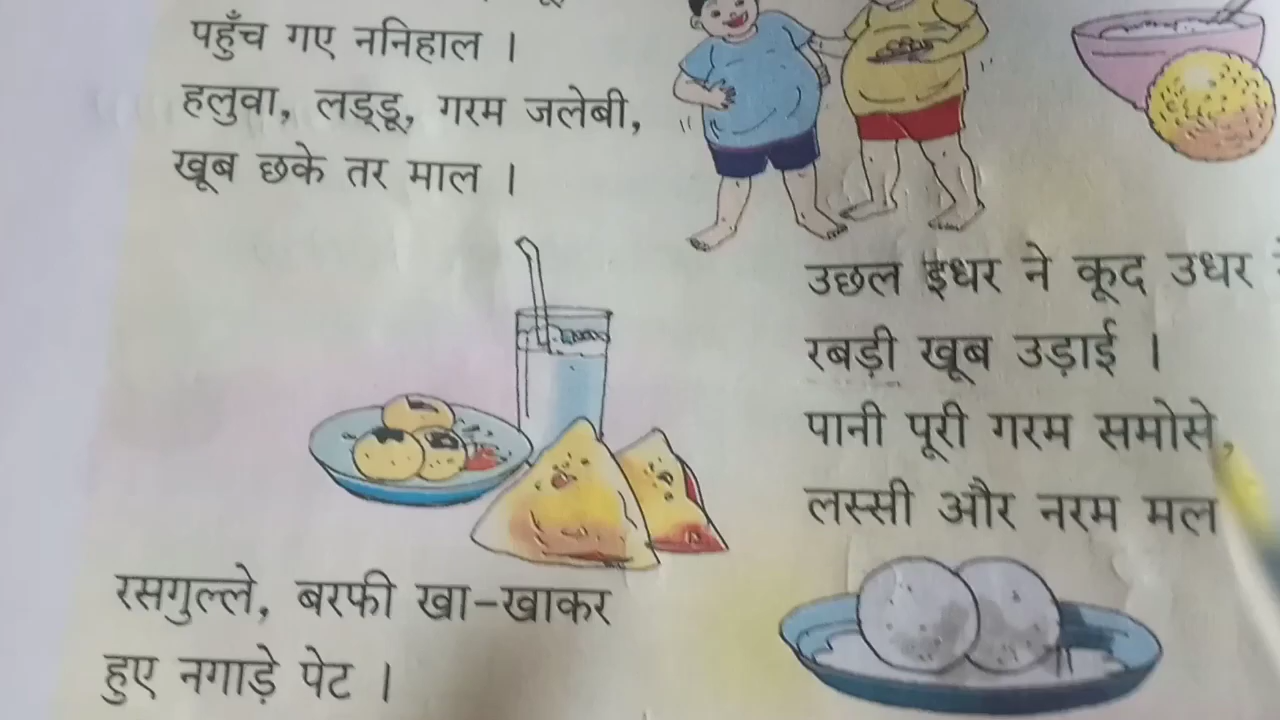 पहुँच गए ननिहाल ।
हलुवा, लड्डू, गरम जलेबी,
खूब छके तर माल ।
उछल इधर ने कूद उधर
रबड़ी खूब उड़ाई ।
पानी पूरी गरम समोसे,
लस्सी और नरम मल
रसगुल्ले, बरफी खा-खाकर
हुए नगाड़े पेट ।